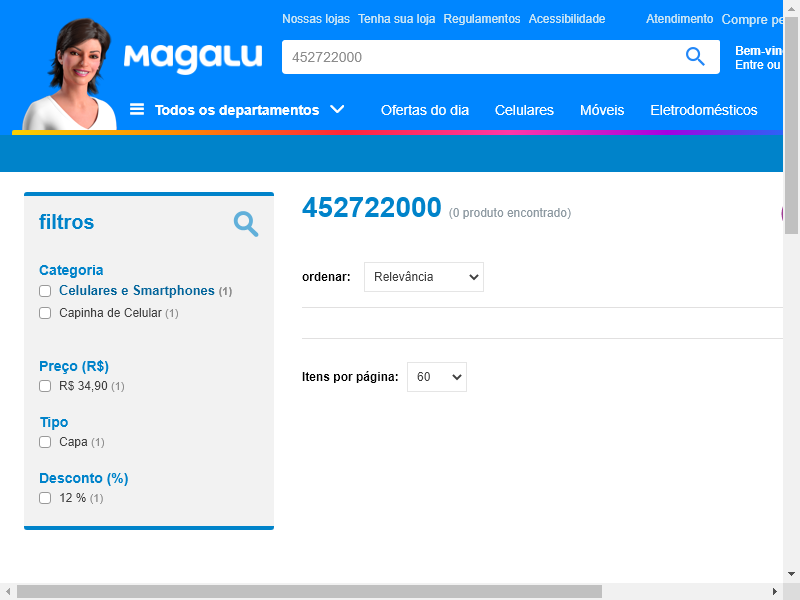 Nossas lojas Tenha sua loja Regulamentos Acessibilidade Atendimento Compre pe
Magalu
452722000
Bem-vin
Entre ou
Todos os departamentos Ofertas do dia Celulares Móveis Eletrodomésticos
filtros
Categoria
Celulares e Smartphones (1)
Capinha de Celular (1)
Preço (R$)
R$ 34,90 (1)
Tipo
Capa (1)
Desconto (%)
12 % (1)
452722000 (0 produto encontrado)
ordenar: Relevância
Itens por página: 60